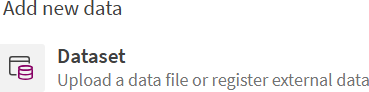 Add new data
Dataset
Upload a data file or register external data